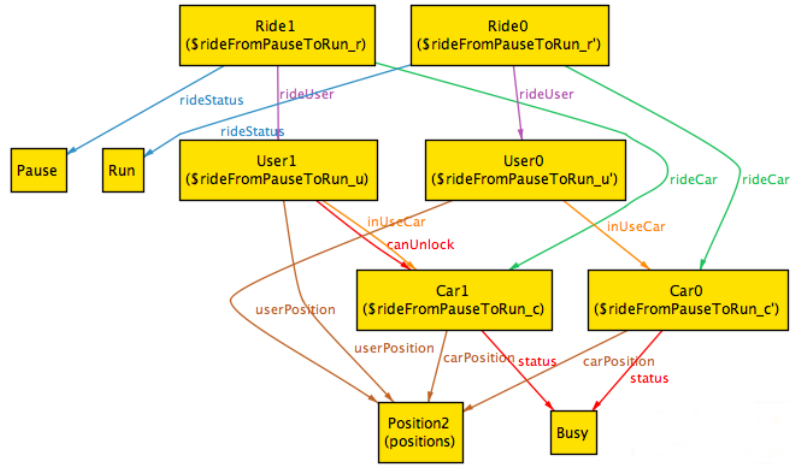 Ride1
($rideFromPauseToRun_r)
Ride0
($rideFromPauseToRun_r')
rideStatus
rideUser
rideUser
rideStatus
Pause
Run
User1
($rideFromPauseToRun_u)
User0
($rideFromPauseToRun_u')
rideCar
rideCar
inUseCar
inUseCar
canUnlock
Car1
($rideFromPauseToRun_c)
Car0
($rideFromPauseToRun_c')
userPosition
userPosition
carPosition
status
carPosition
status
Position2
(positions)
Busy